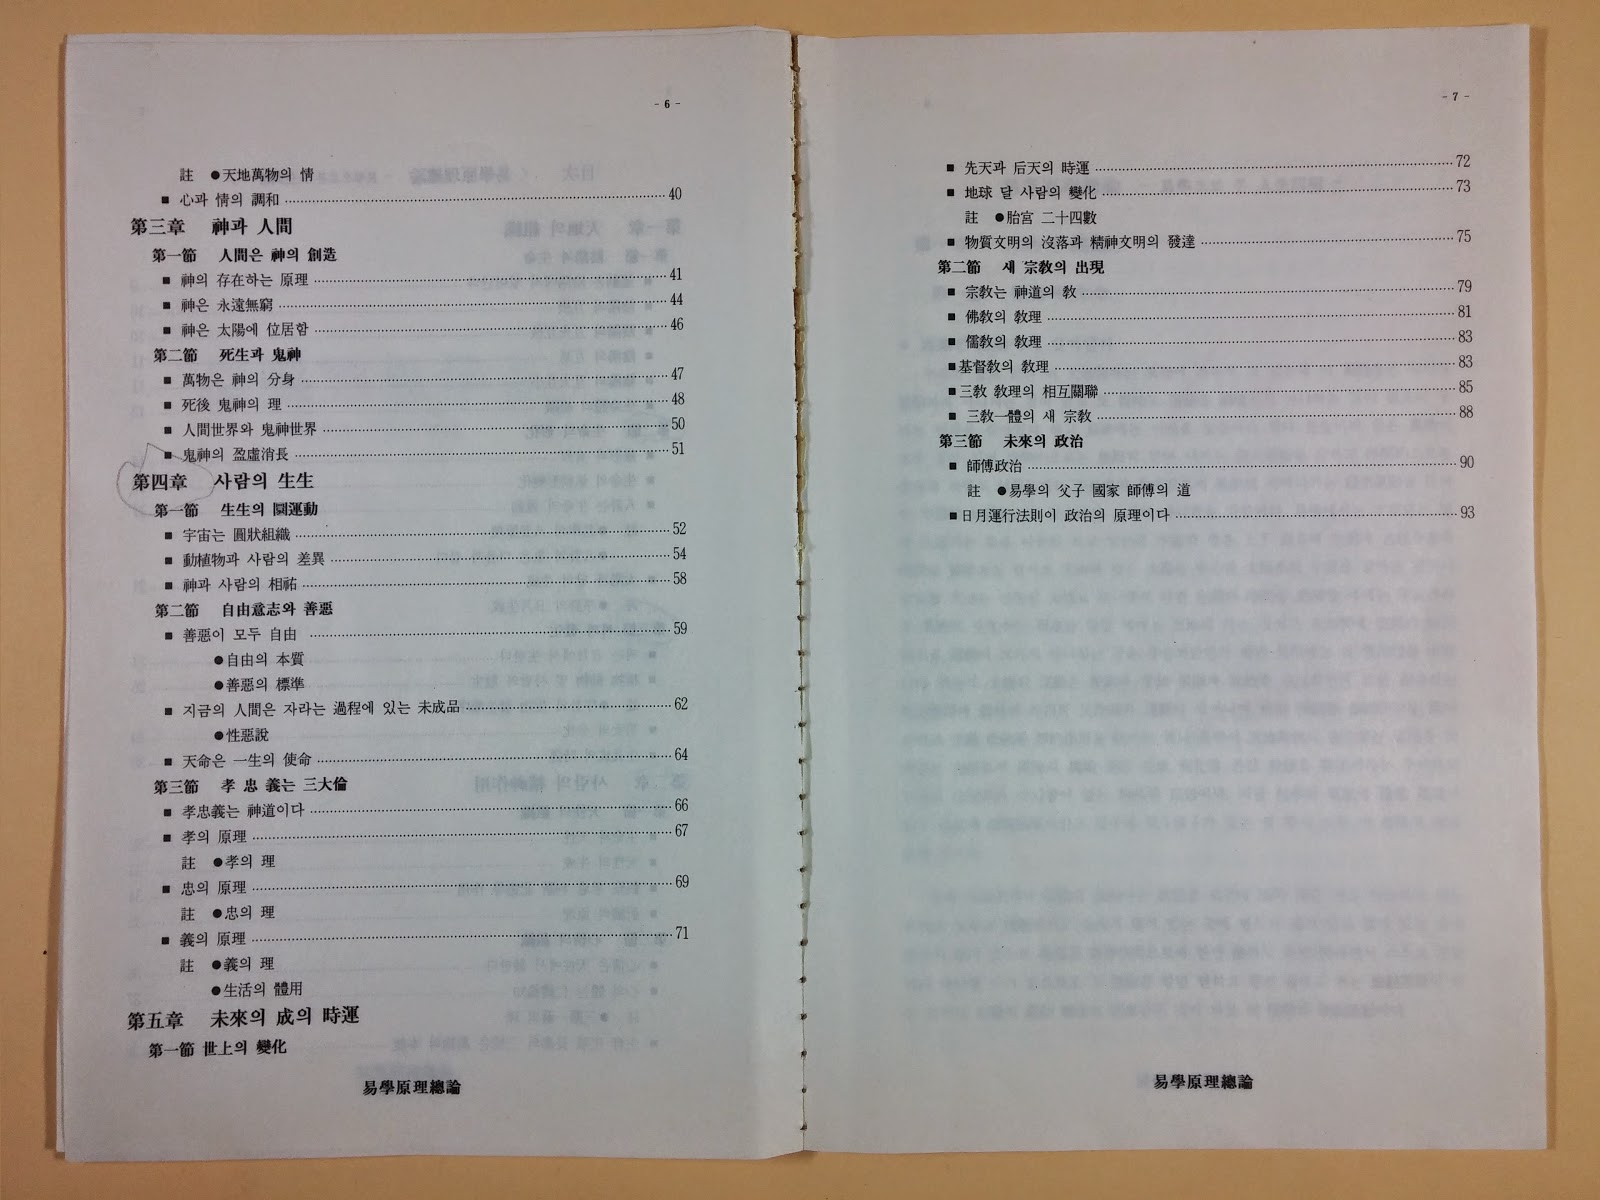 - 6 -
註 ●天地萬物의 情
■ 心과 情의 調和 40
第三章 神과 人間
第一節 人間은 神의 創造
■ 神의 存在하는 原理 41
■ 神은 永遠無窮 44
■ 神은 太陽에 位居함 46
第二節 死生과 鬼神
■ 萬物은 神의 分身 47
■ 死後 鬼神의 理 48
■ 人間世界와 鬼神世界 50
■ 鬼神의 盈虛消長 51
第四章 사람의 生生
第一節 生生의 圜運動
■ 宇宙는 圓狀組織 52
■ 動植物과 사람의 差異 54
■ 神과 사람의 相祐 58
第二節 自由意志와 善惡
■ 善惡이 모두 自由 59
●自由의 本質
●善惡의 標準
■ 지금의 人間은 자라는 過程에 있는 未成品 62
●性惡說
■ 天命은 一生의 使命 64
第三節 孝 忠 義는 三大倫
■ 孝忠義는 神道이다 66
■ 孝의 原理 67
註 ●孝의 理
■ 忠의 原理 69
註 ●忠의 理
■ 義의 原理 71
註 ●義의 理
●生活의 體用
第五章 未來의 成의 時運
第一節 世上의 變化
易學原理總論
- 7 -
■ 先天과 后天의 時運 72
■ 地球 달 사람의 變化 73
註 ●胎宮 二十四數
■ 物質文明의 沒落과 精神文明의 發達 75
第二節 새 宗敎의 出現
■ 宗敎는 神道의 敎 79
■ 佛敎의 敎理 81
■ 儒敎의 敎理 83
■基督敎의 敎理 83
■三敎 敎理의 相互關聯 85
■ 三敎一體의 새 宗敎 88
第三節 未來의 政治
■ 師傅政治 90
註 ●易學의 父子 國家 師傅의 道
■日月運行法則이 政治의 原理이다 93
易學原理總論